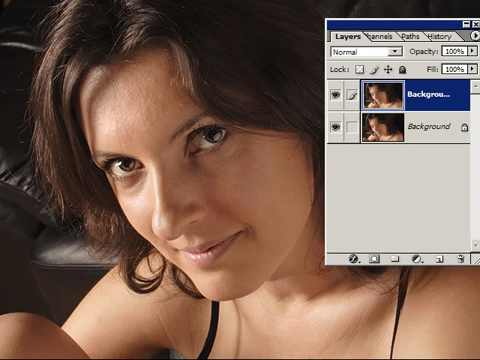 Layers Channels Paths History
Normal Opacity: 100%
Lock: Fill: 100%
Backgrou...
Background